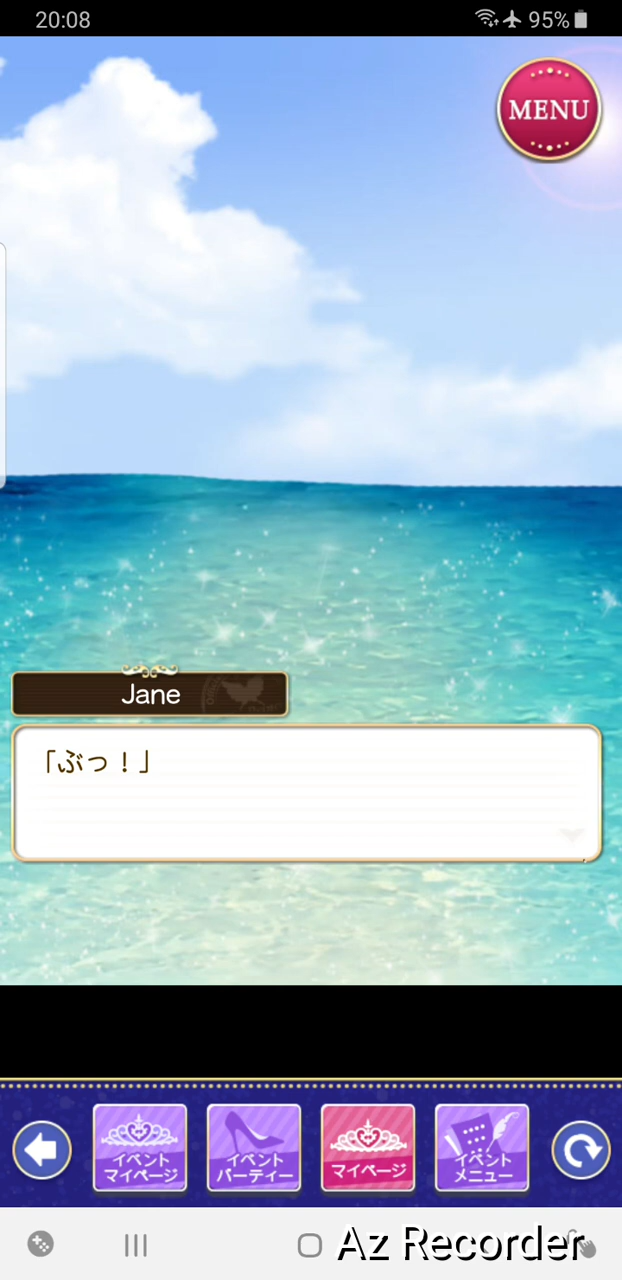 20:08
95%
MENU
Jane
「ぶっ！」
イベント
マイページ
イベント
パーティー
マイページ
イベント
メニュー
Az Recorder